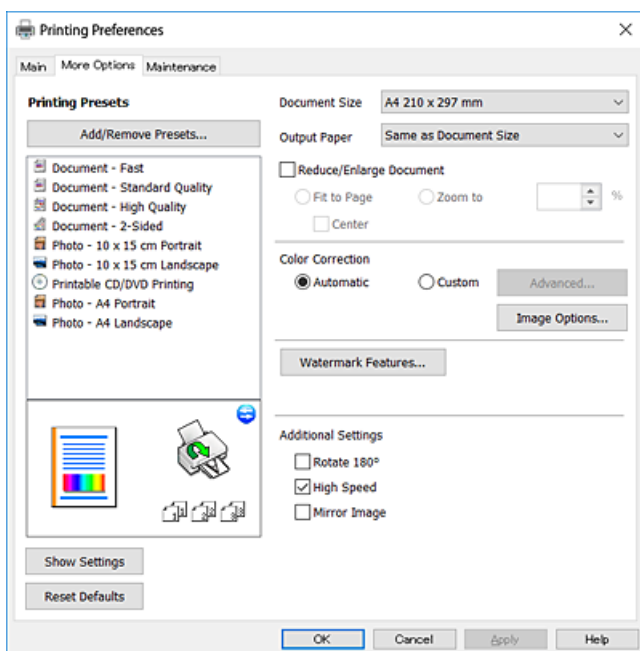 Printing Preferences
Main More Options Maintenance
Printing Presets
Add/Remove Presets...
Document - Fast
Document - Standard Quality
Document - High Quality
Document - 2-Sided
Photo - 10 x 15 cm Portrait
Photo - 10 x 15 cm Landscape
Printable CD/DVD Printing
Photo - A4 Portrait
Photo - A4 Landscape
Show Settings
Reset Defaults
Document Size A4 210 x 297 mm
Output Paper Same as Document Size
Reduce/Enlarge Document
Fit to Page Zoom to %
Center
Color Correction
Automatic Custom Advanced...
Image Options...
Watermark Features...
Additional Settings
Rotate 180°
High Speed
Mirror Image
OK Cancel Apply Help